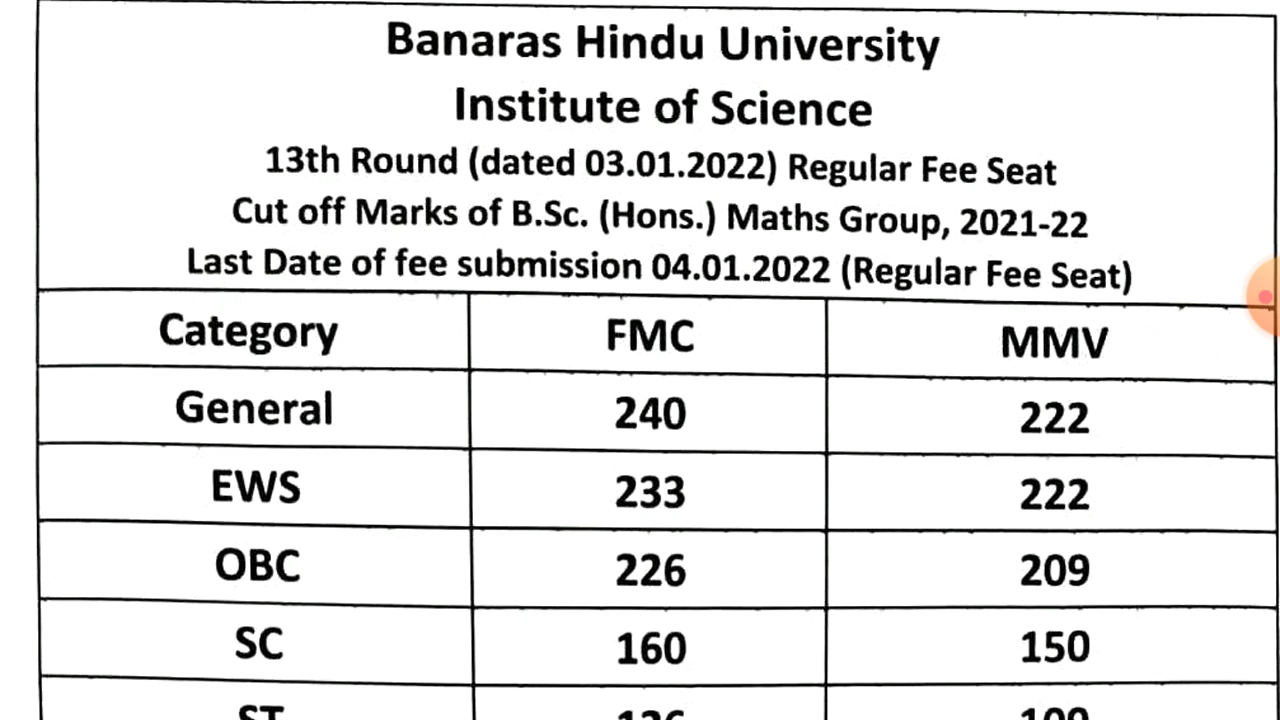 Banaras Hindu University
Institute of Science
13th Round (dated 03.01.2022) Regular Fee Seat
Cut off Marks of B.Sc. (Hons.) Maths Group, 2021-22
Last Date of fee submission 04.01.2022 (Regular Fee Seat)
Category FMC MMV
General 240 222
EWS 233 222
OBC 226 209
SC 160 150
ST